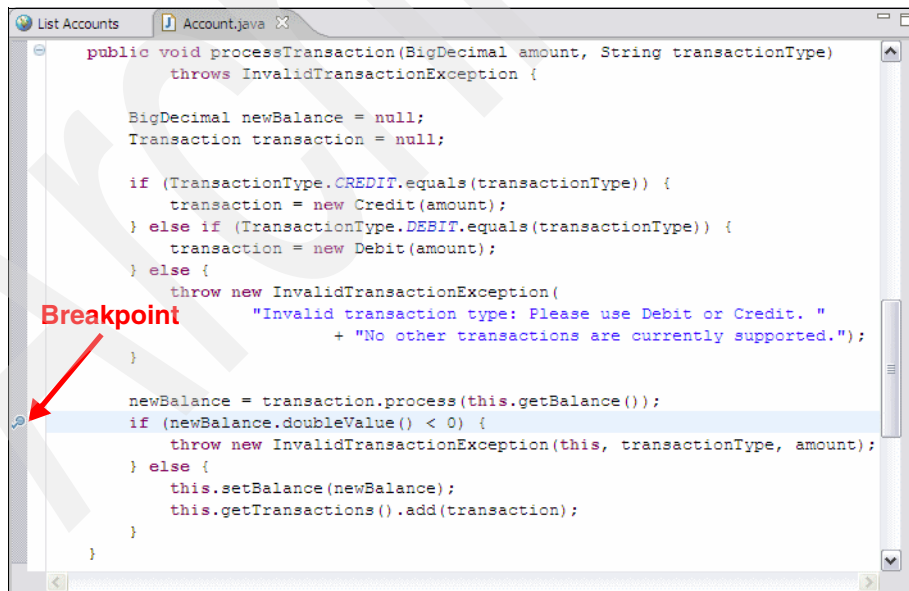 List Accounts Account.java
public void processTransaction(BigDecimal amount, String transactionType)
throws InvalidTransactionException {
BigDecimal newBalance = null;
Transaction transaction = null;
if (TransactionType.CREDIT.equals(transactionType)) {
transaction = new Credit(amount);
} else if (TransactionType.DEBIT.equals(transactionType)) {
transaction = new Debit(amount);
} else {
throw new InvalidTransactionException(
"Invalid transaction type: Please use Debit or Credit. "
+ "No other transactions are currently supported.");
}
Breakpoint
newBalance = transaction.process(this.getBalance());
if (newBalance.doubleValue() < 0) {
throw new InvalidTransactionException(this, transactionType, amount);
} else {
this.setBalance(newBalance);
this.getTransactions().add(transaction);
}
}